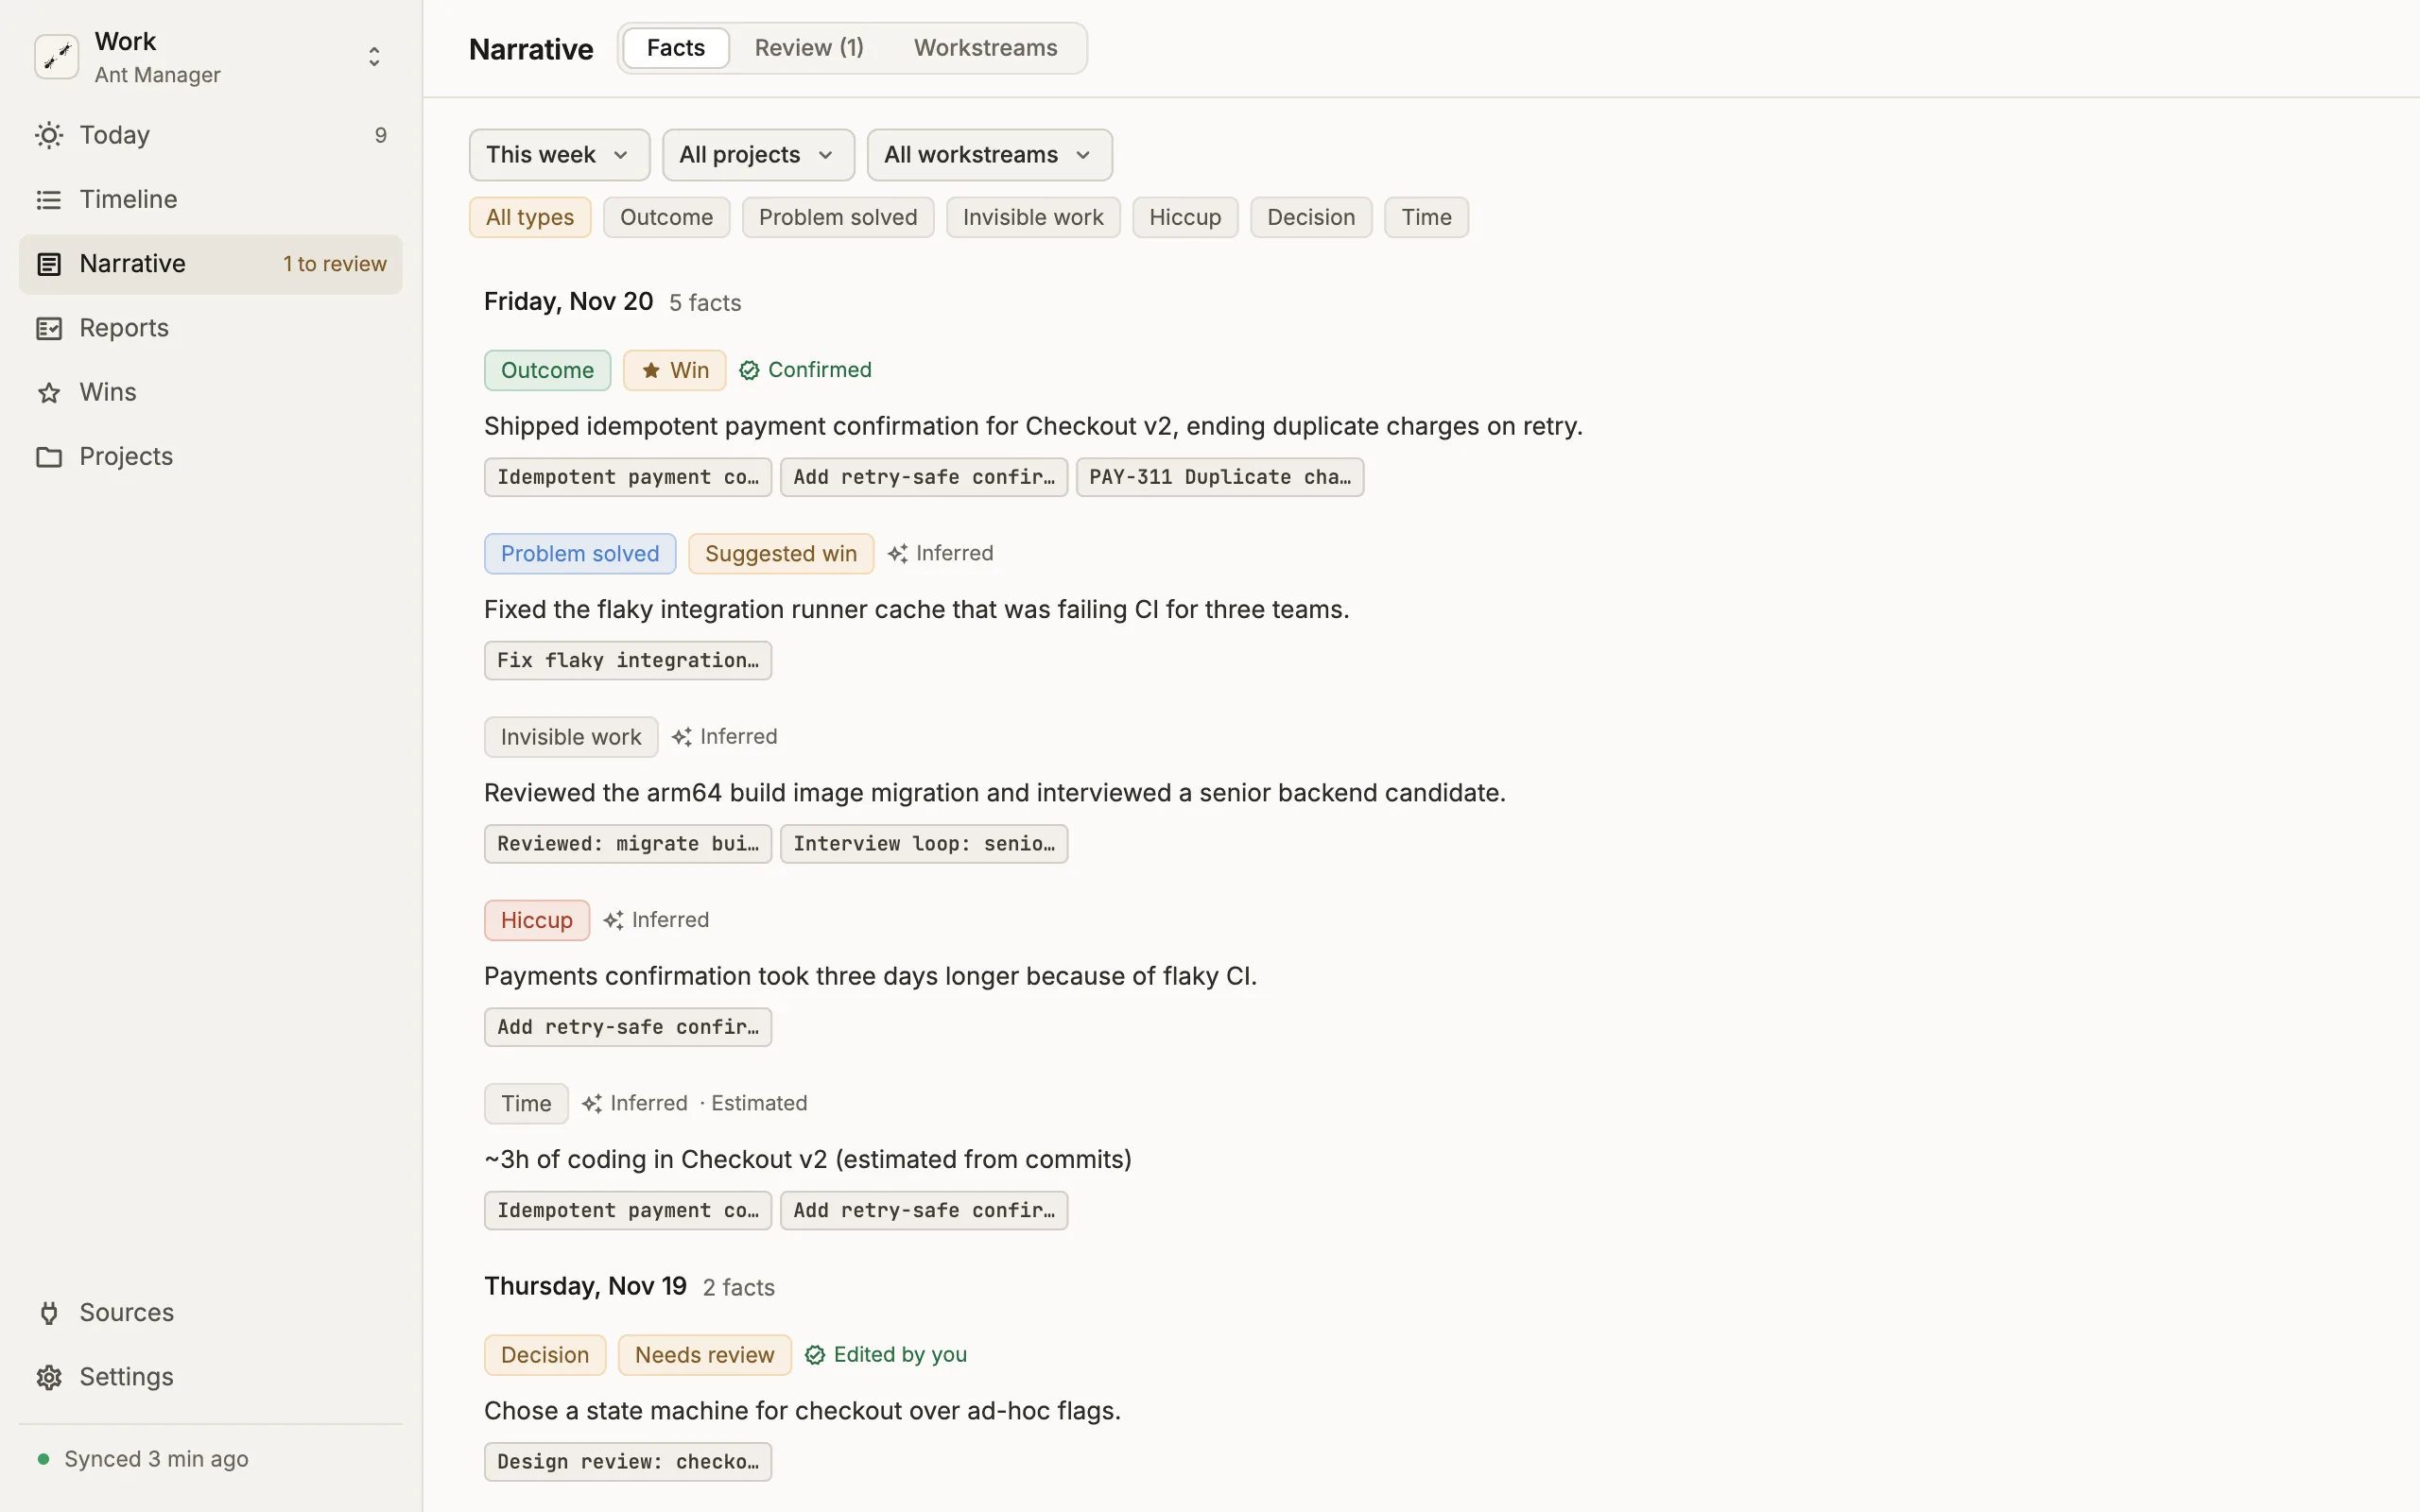 Work
Ant Manager
Today 9
Timeline
Narrative 1 to review
Reports
Wins
Projects
Sources
Settings
Synced 3 min ago
Narrative Facts Review (1) Workstreams
This week All projects All workstreams
All types Outcome Problem solved Invisible work Hiccup Decision Time
Friday, Nov 20 5 facts
Outcome Win Confirmed
Shipped idempotent payment confirmation for Checkout v2, ending duplicate charges on retry.
Idempotent payment co… Add retry-safe confir… PAY-311 Duplicate cha…
Problem solved Suggested win Inferred
Fixed the flaky integration runner cache that was failing CI for three teams.
Fix flaky integration…
Invisible work Inferred
Reviewed the arm64 build image migration and interviewed a senior backend candidate.
Reviewed: migrate bui… Interview loop: senio…
Hiccup Inferred
Payments confirmation took three days longer because of flaky CI.
Add retry-safe confir…
Time Inferred · Estimated
~3h of coding in Checkout v2 (estimated from commits)
Idempotent payment co… Add retry-safe confir…
Thursday, Nov 19 2 facts
Decision Needs review Edited by you
Chose a state machine for checkout over ad-hoc flags.
Design review: checko…